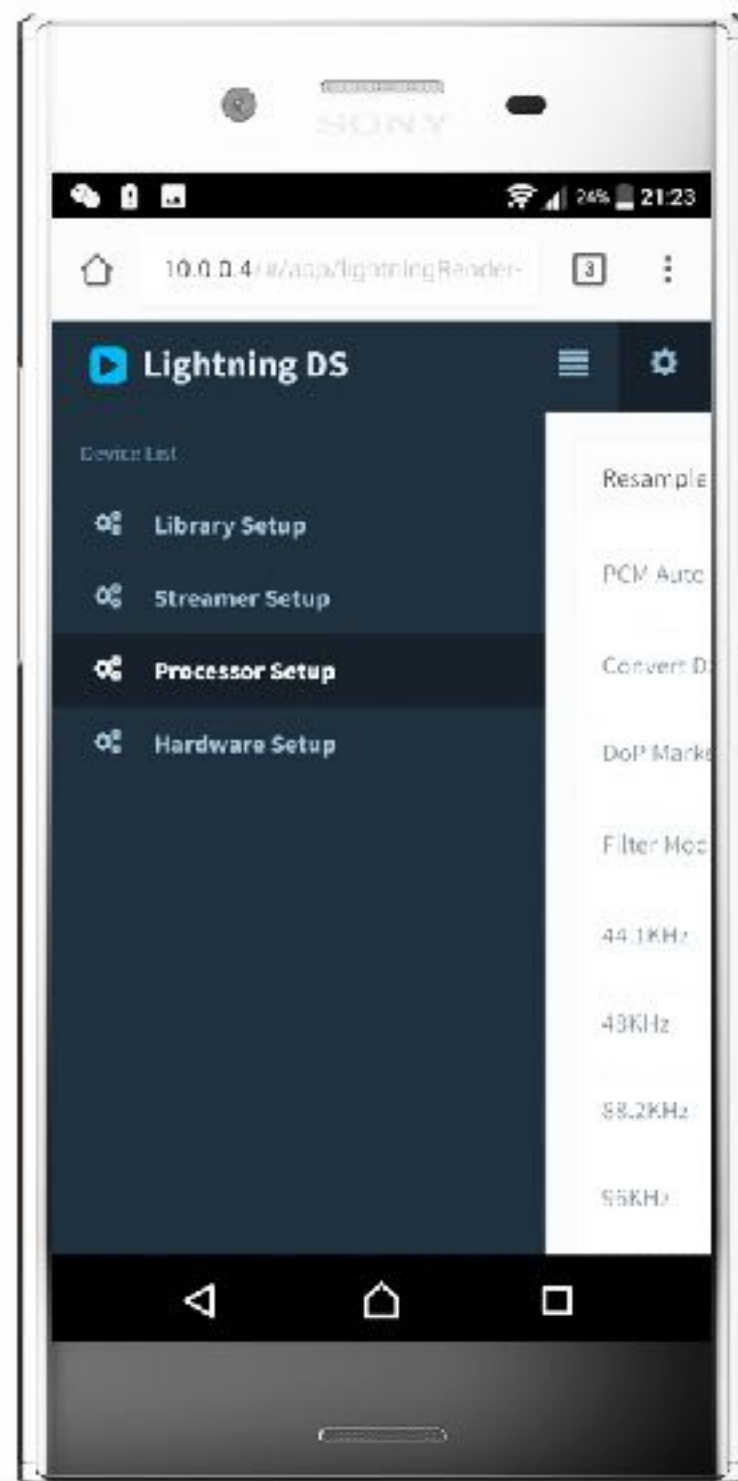 SONY
24% 21:23
10.0.0.4/#/app/lightningRender-
3
Lightning DS
Device List
Library Setup
Streamer Setup
Processor Setup
Hardware Setup
Resample
PCM Auto
Convert D
DoP Marke
Filter Mod
44.1KHz
48KHz
88.2KHz
96KHz